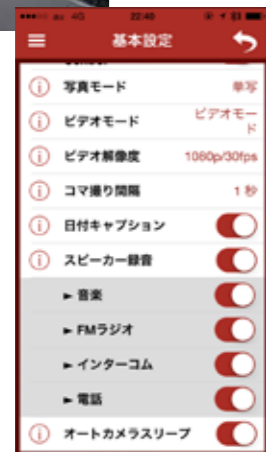 au 4G 22:40
基本設定
写真モード 単写
ビデオモード ビデオモー
ド
ビデオ解像度 1080p/30fps
コマ撮り間隔 1 秒
日付キャプション
スピーカー録音
► 音楽
► FMラジオ
► インターコム
► 電話
オートカメラスリープ